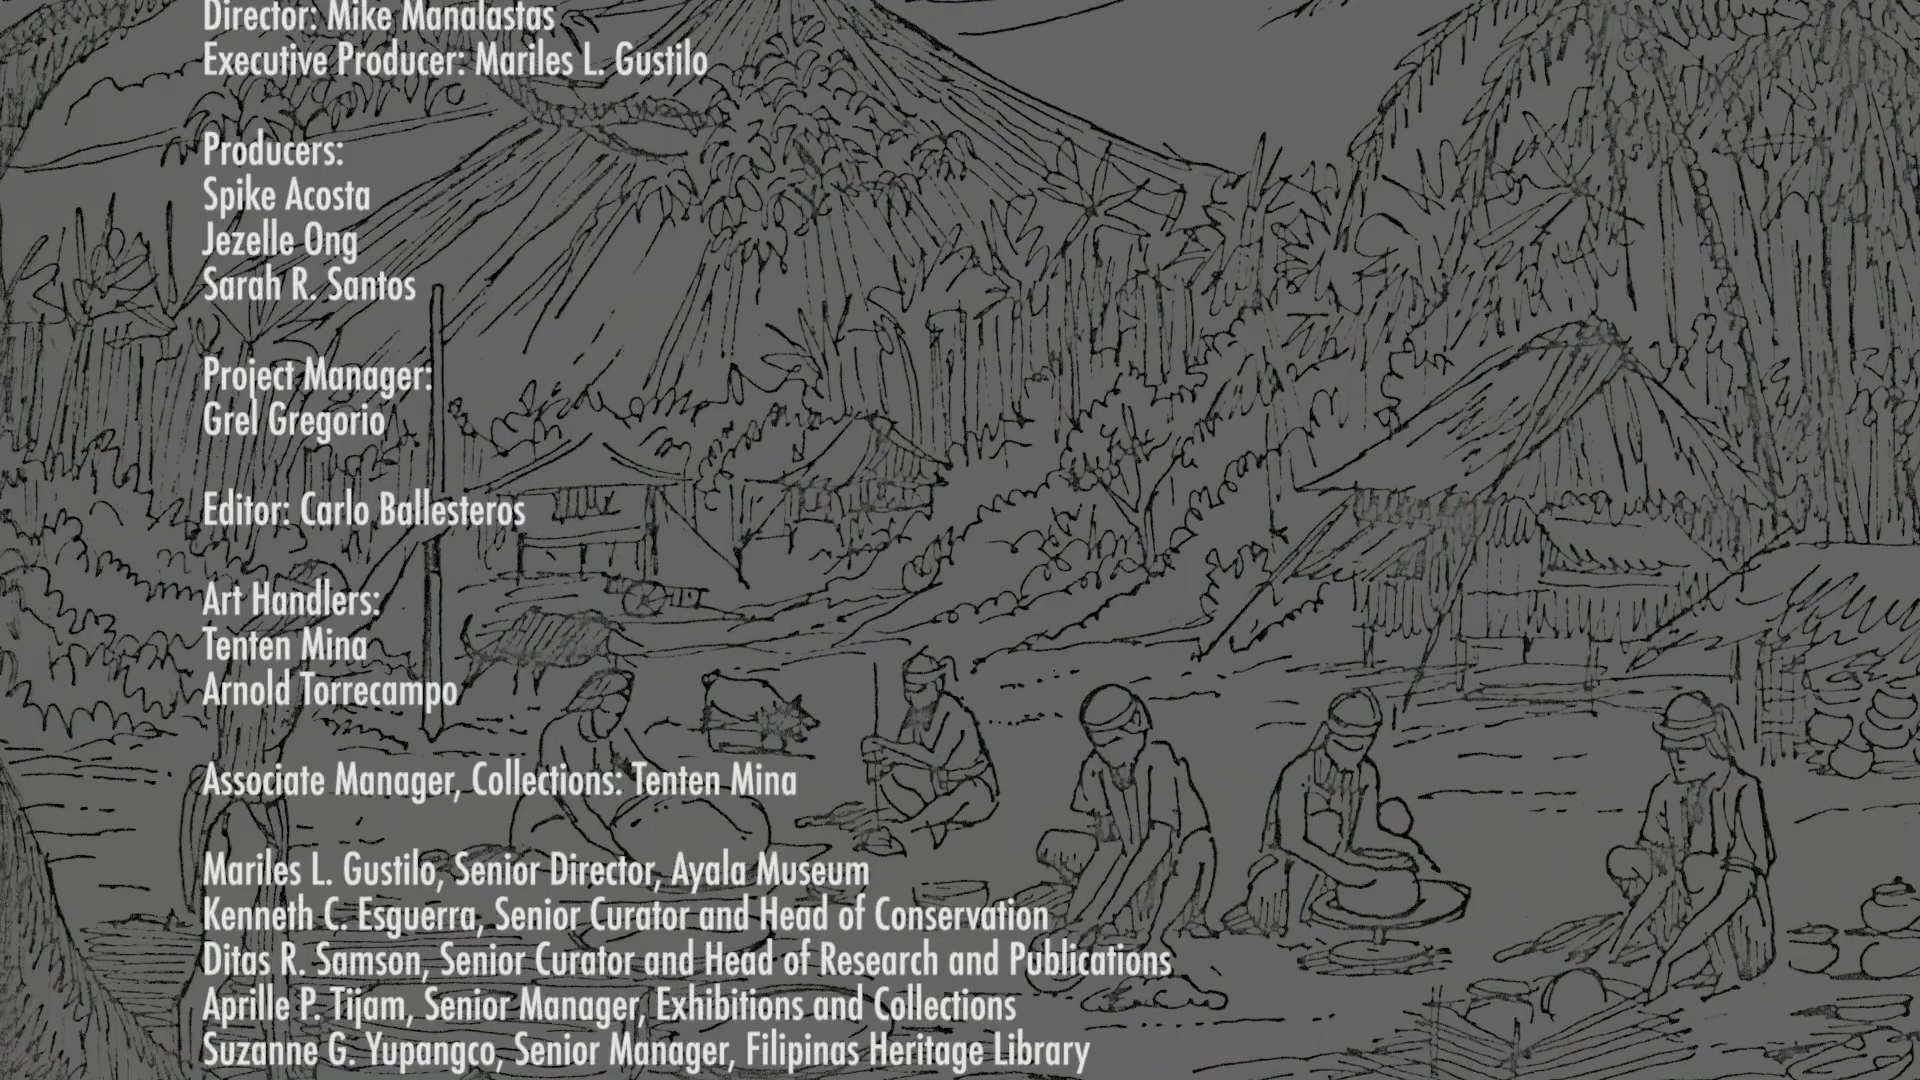 Director: Mike Manalastas
Executive Producer: Mariles L. Gustilo
Producers:
Spike Acosta
Jezelle Ong
Sarah R. Santos
Project Manager:
Grel Gregorio
Editor: Carlo Ballesteros
Art Handlers:
Tenten Mina
Arnold Torrecampo
Associate Manager, Collections: Tenten Mina
Mariles L. Gustilo, Senior Director, Ayala Museum
Kenneth C. Esguerra, Senior Curator and Head of Conservation
Ditas R. Samson, Senior Curator and Head of Research and Publications
Aprille P. Tijam, Senior Manager, Exhibitions and Collections
Suzanne G. Yupangco, Senior Manager, Filipinas Heritage Library